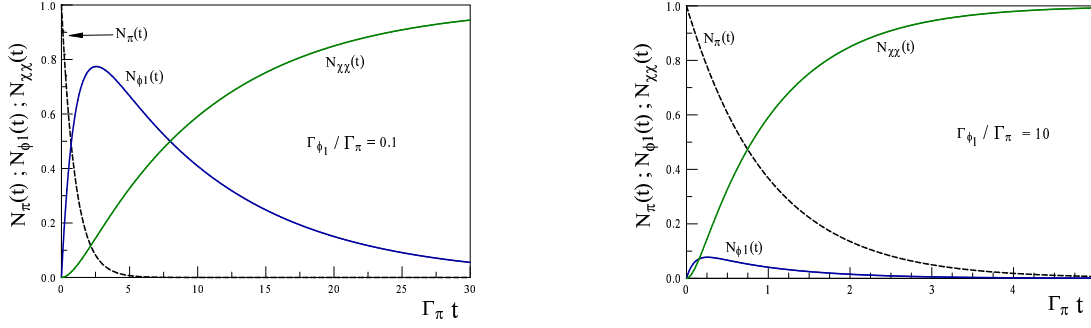 N_π(t) ; N_ϕ1(t) ; N_χχ(t)
1.0
0.8
0.6
0.4
0.2
0.0
N_π(t)
N_ϕ1(t)
N_χχ(t)
Γ_ϕ1 / Γ_π = 0.1
0 5 10 15 20 25 30
Γ_π t
N_π(t) ; N_ϕ1(t) ; N_χχ(t)
1.0
0.8
0.6
0.4
0.2
0.0
N_π(t)
N_χχ(t)
Γ_ϕ1 / Γ_π = 10
N_ϕ1(t)
0 1 2 3 4
Γ_π t